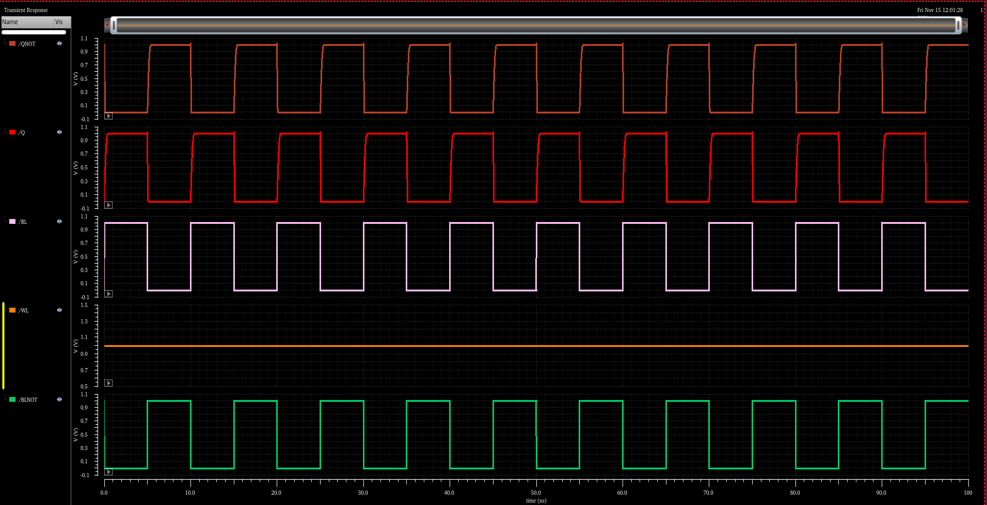 Transient Response
Fri Nov 15 12:01:28 1
Name Vis
/QNOT
1.1
0.9
0.7
0.5
0.3
0.1
-0.1
V (V)
/Q
1.1
0.9
0.7
0.5
0.3
0.1
-0.1
V (V)
/BL
1.1
0.9
0.7
0.5
0.3
0.1
-0.1
V (V)
/WL
1.5
1.3
1.1
0.9
0.7
0.5
V (V)
/BLNOT
1.1
0.9
0.7
0.5
0.3
0.1
-0.1
V (V)
0.0 10.0 20.0 30.0 40.0 50.0 60.0 70.0 80.0 90.0 100
time (ns)